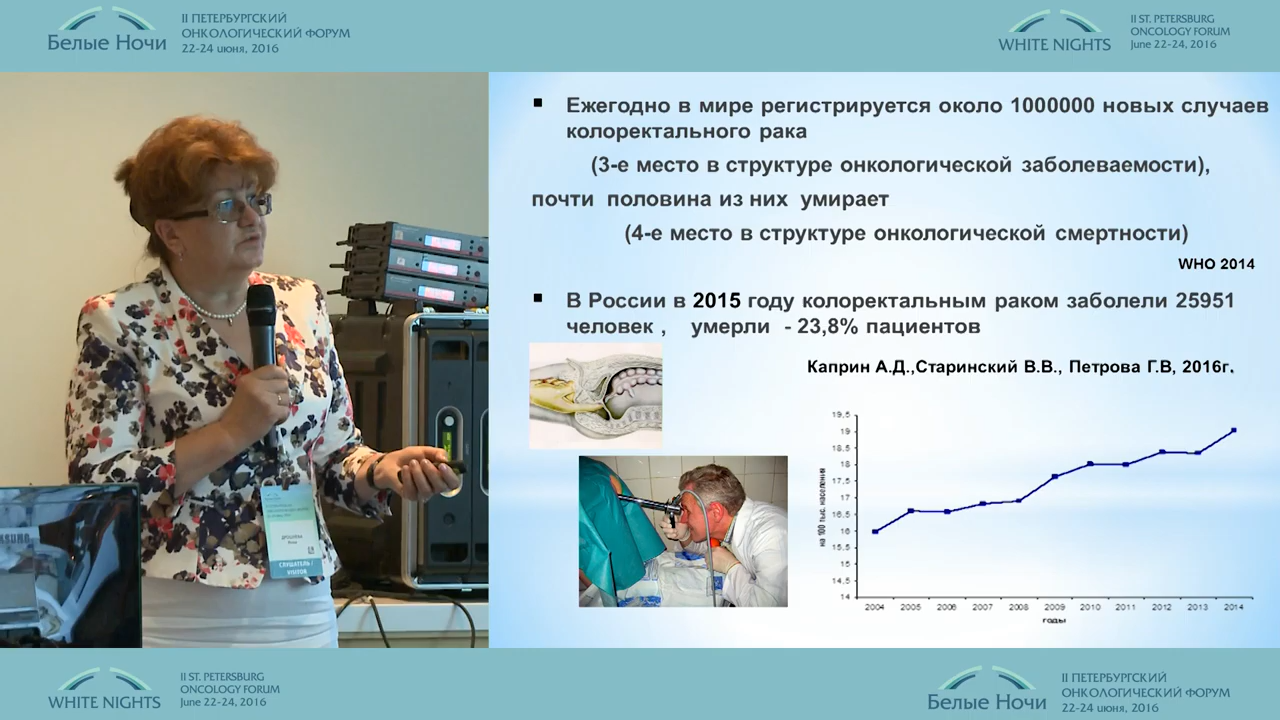 Белые Ночи
II ПЕТЕРБУРГСКИЙ
ОНКОЛОГИЧЕСКИЙ ФОРУМ
22-24 июня, 2016
WHITE NIGHTS
II ST. PETERSBURG
ONCOLOGY FORUM
June 22-24, 2016
▪ Ежегодно в мире регистрируется около 1000000 новых случаев
колоректального рака
(3-е место в структуре онкологической заболеваемости),
почти половина из них умирает
(4-е место в структуре онкологической смертности)
WHO 2014
▪ В России в 2015 году колоректальным раком заболели 25951
человек , умерли - 23,8% пациентов
Каприн А.Д.,Старинский В.В., Петрова Г.В, 2016г.
на 100 тыс. населения
19,5
19
18,5
18
17,5
17
16,5
16
15,5
15
14,5
14
2004 2005 2006 2007 2008 2009 2010 2011 2012 2013 2014
годы
СЛУШАТЕЛЬ /
VISITOR
WHITE NIGHTS
II ST. PETERSBURG
ONCOLOGY FORUM
June 22-24, 2016
Белые Ночи
II ПЕТЕРБУРГСКИЙ
ОНКОЛОГИЧЕСКИЙ ФОРУМ
22-24 июня, 2016